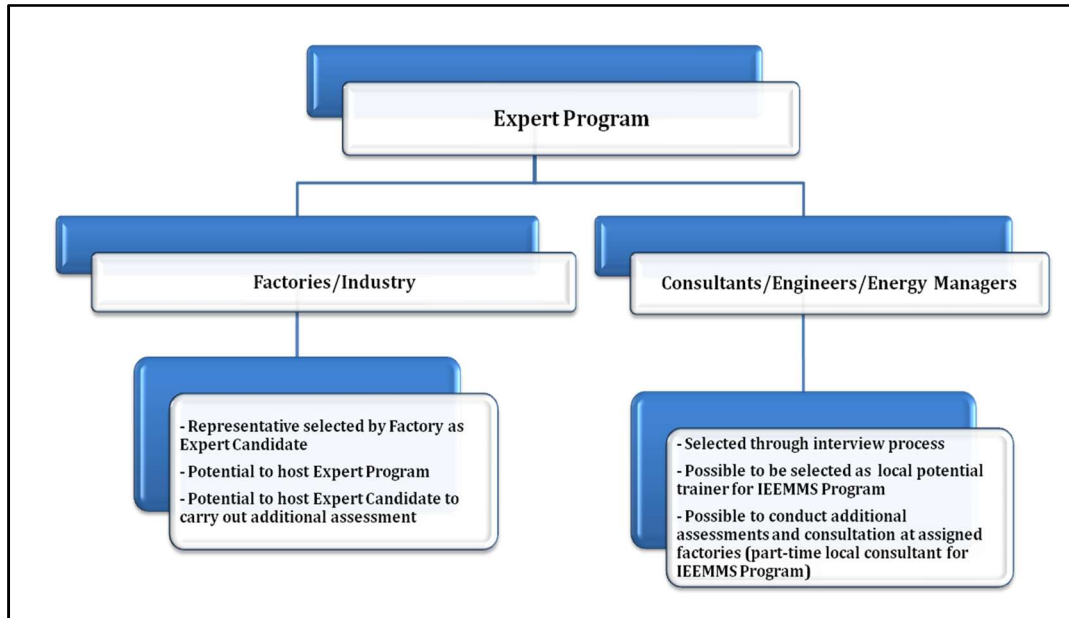 Expert Program
Factories/Industry
Consultants/Engineers/Energy Managers
- Representative selected by Factory as
Expert Candidate
- Potential to host Expert Program
- Potential to host Expert Candidate to
carry out additional assessment
- Selected through interview process
- Possible to be selected as local potential
trainer for IEEMMS Program
- Possible to conduct additional
assessments and consultation at assigned
factories (part-time local consultant for
IEEMMS Program)